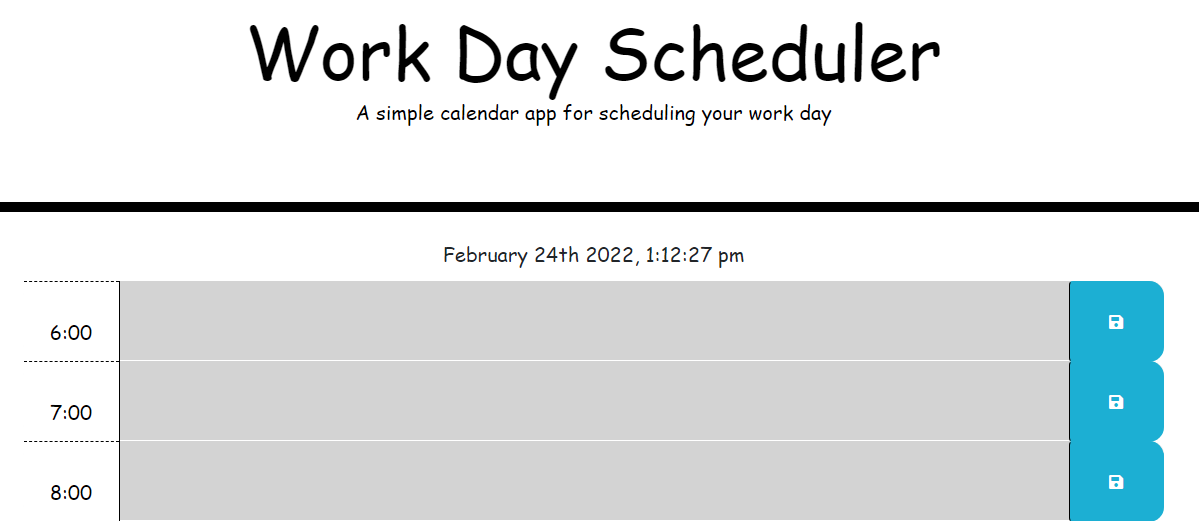 Work Day Scheduler
A simple calendar app for scheduling your work day
February 24th 2022, 1:12:27 pm
6:00
7:00
8:00